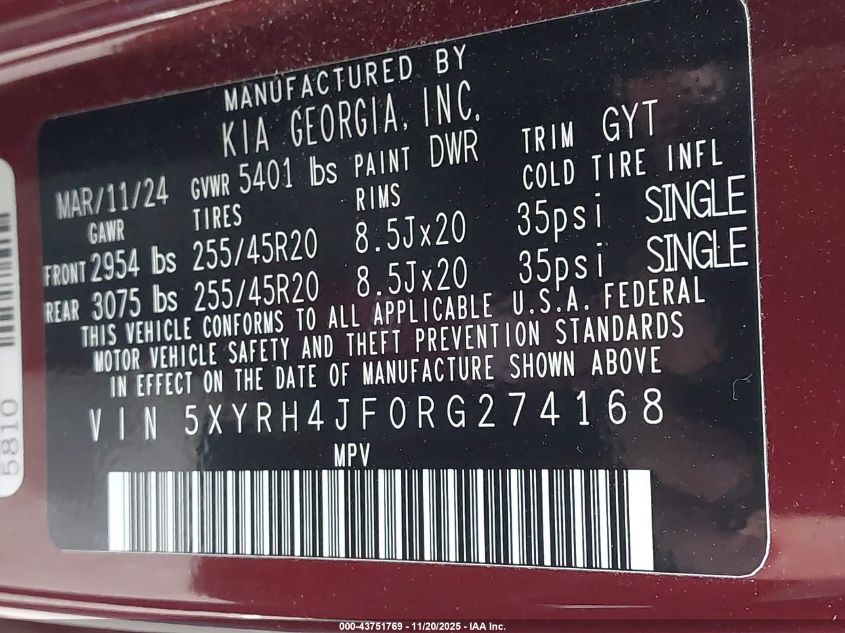 MANUFACTURED BY
KIA GEORGIA, INC.
MAR/11/24 GVWR 5401 lbs PAINT DWR TRIM GYT
GAWR TIRES RIMS COLD TIRE INFL
FRONT 2954 lbs 255/45R20 8.5Jx20 35psi SINGLE
REAR 3075 lbs 255/45R20 8.5Jx20 35psi SINGLE
THIS VEHICLE CONFORMS TO ALL APPLICABLE U.S.A. FEDERAL
MOTOR VEHICLE SAFETY AND THEFT PREVENTION STANDARDS
IN EFFECT ON THE DATE OF MANUFACTURE SHOWN ABOVE
VIN 5XYRH4JF0RG274168
MPV
5810
000-43751769 - 11/20/2025 - IAA Inc.